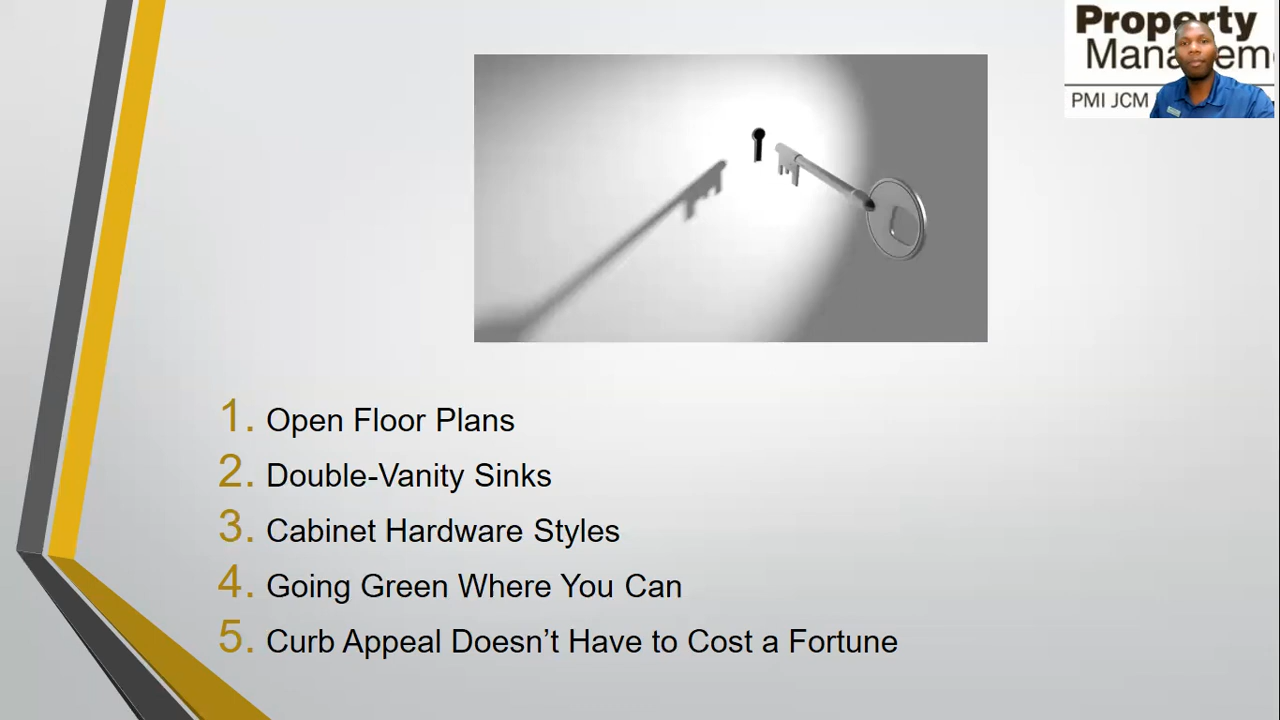 Property
Managem
PMI JCM
1. Open Floor Plans
2. Double-Vanity Sinks
3. Cabinet Hardware Styles
4. Going Green Where You Can
5. Curb Appeal Doesn’t Have to Cost a Fortune